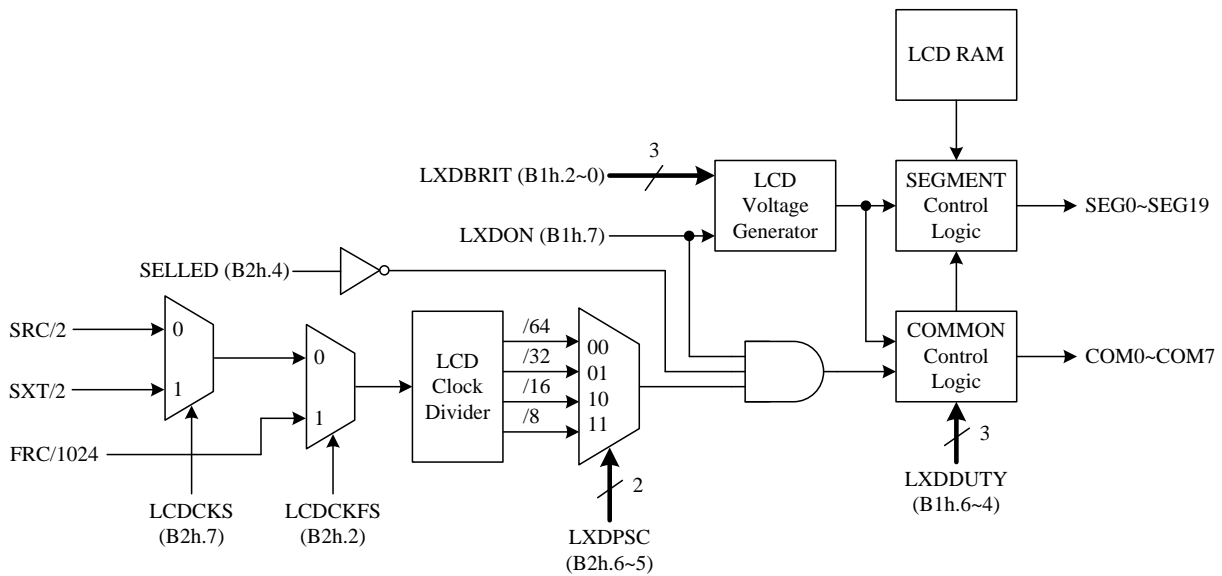 LCD RAM
3
LXDBRIT (B1h.2~0)
LCD
Voltage
Generator
SEGMENT
Control
Logic
SEG0~SEG19
LXDON (B1h.7)
SELLED (B2h.4)
SRC/2
0
SXT/2
1
FRC/1024
LCDCKS
(B2h.7)
0
1
LCDCKFS
(B2h.2)
LCD
Clock
Divider
/64
/32
/16
/8
00
01
10
11
2
LXDPSC
(B2h.6~5)
COMMON
Control
Logic
COM0~COM7
3
LXDDUTY
(B1h.6~4)